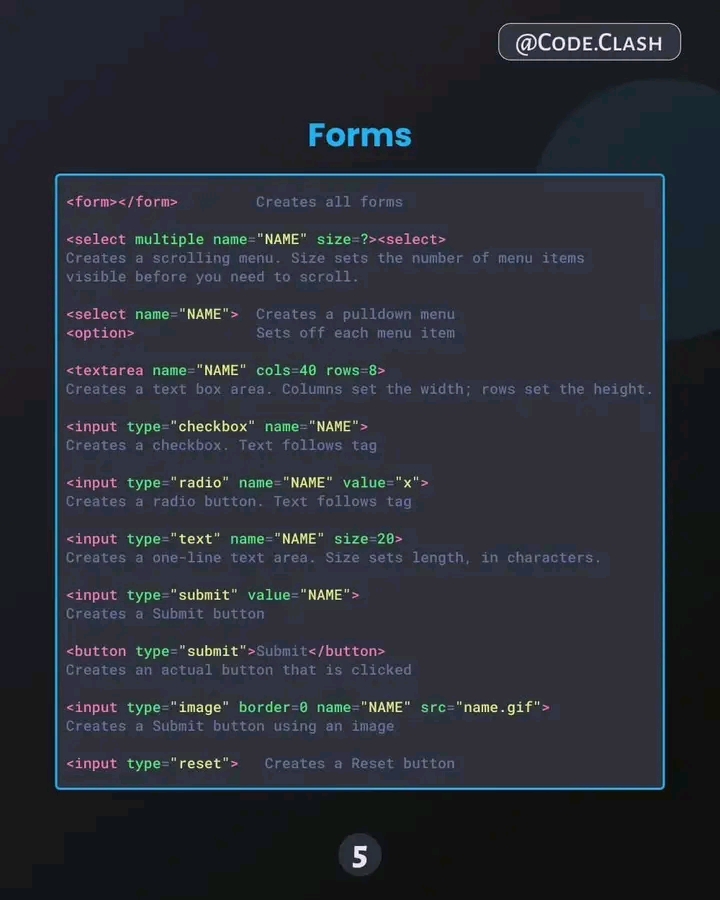 @Code.Clash
Forms
<form></form> Creates all forms
<select multiple name="NAME" size=?><select>
Creates a scrolling menu. Size sets the number of menu items
visible before you need to scroll.
<select name="NAME"> Creates a pulldown menu
<option> Sets off each menu item
<textarea name="NAME" cols=40 rows=8>
Creates a text box area. Columns set the width; rows set the height.
<input type="checkbox" name="NAME">
Creates a checkbox. Text follows tag
<input type="radio" name="NAME" value="x">
Creates a radio button. Text follows tag
<input type="text" name="NAME" size=20>
Creates a one-line text area. Size sets length, in characters.
<input type="submit" value="NAME">
Creates a Submit button
<button type="submit">Submit</button>
Creates an actual button that is clicked
<input type="image" border=0 name="NAME" src="name.gif">
Creates a Submit button using an image
<input type="reset"> Creates a Reset button
5